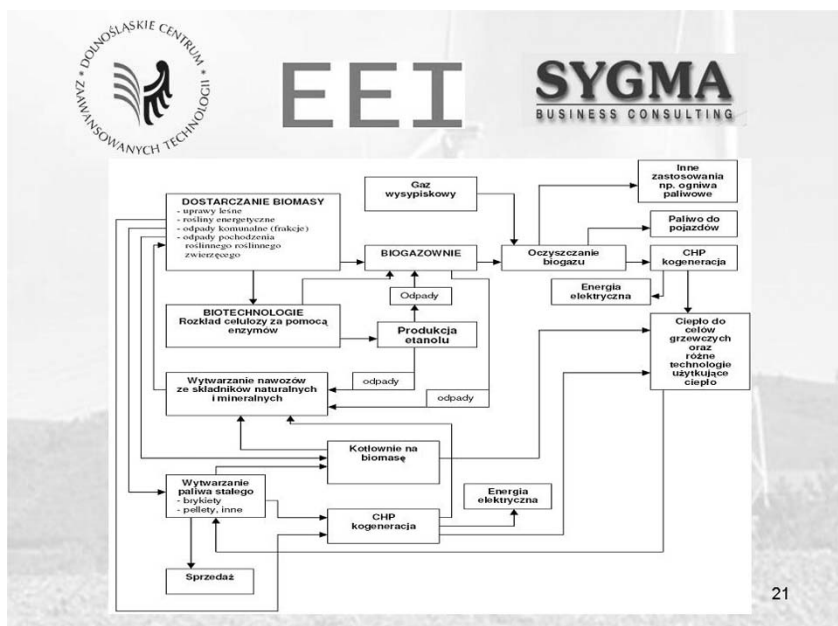 DOLNOŚLĄSKIE CENTRUM
ZAAWANSOWANYCH TECHNOLOGII
EEI
SYGMA
BUSINESS CONSULTING
Gaz
wysypiskowy
Inne
zastosowania
np. ogniwa
paliwowe
DOSTARCZANIE BIOMASY
- uprawy leśne
- rośliny energetyczne
- odpady komunalne (frakcje)
- odpady pochodzenia
roślinnego roślinnego
zwierzęcego
Paliwo do
pojazdów
BIOGAZOWNIE
Oczyszczanie
biogazu
CHP
kogeneracja
Energia
elektryczna
Odpady
BIOTECHNOLOGIE
Rozkład celulozy za pomocą
enzymów
Produkcja
etanolu
Ciepło do
celów
grzewczych
oraz
różne
technologie
użytkujące
ciepło
Wytwarzanie nawozów
ze składników naturalnych
i mineralnych
odpady
odpady
Kotłownie na
biomasę
Wytwarzanie
paliwa stałego
- brykiety
- pellety, inne
Energia
elektryczna
CHP
kogeneracja
Sprzedaż
21